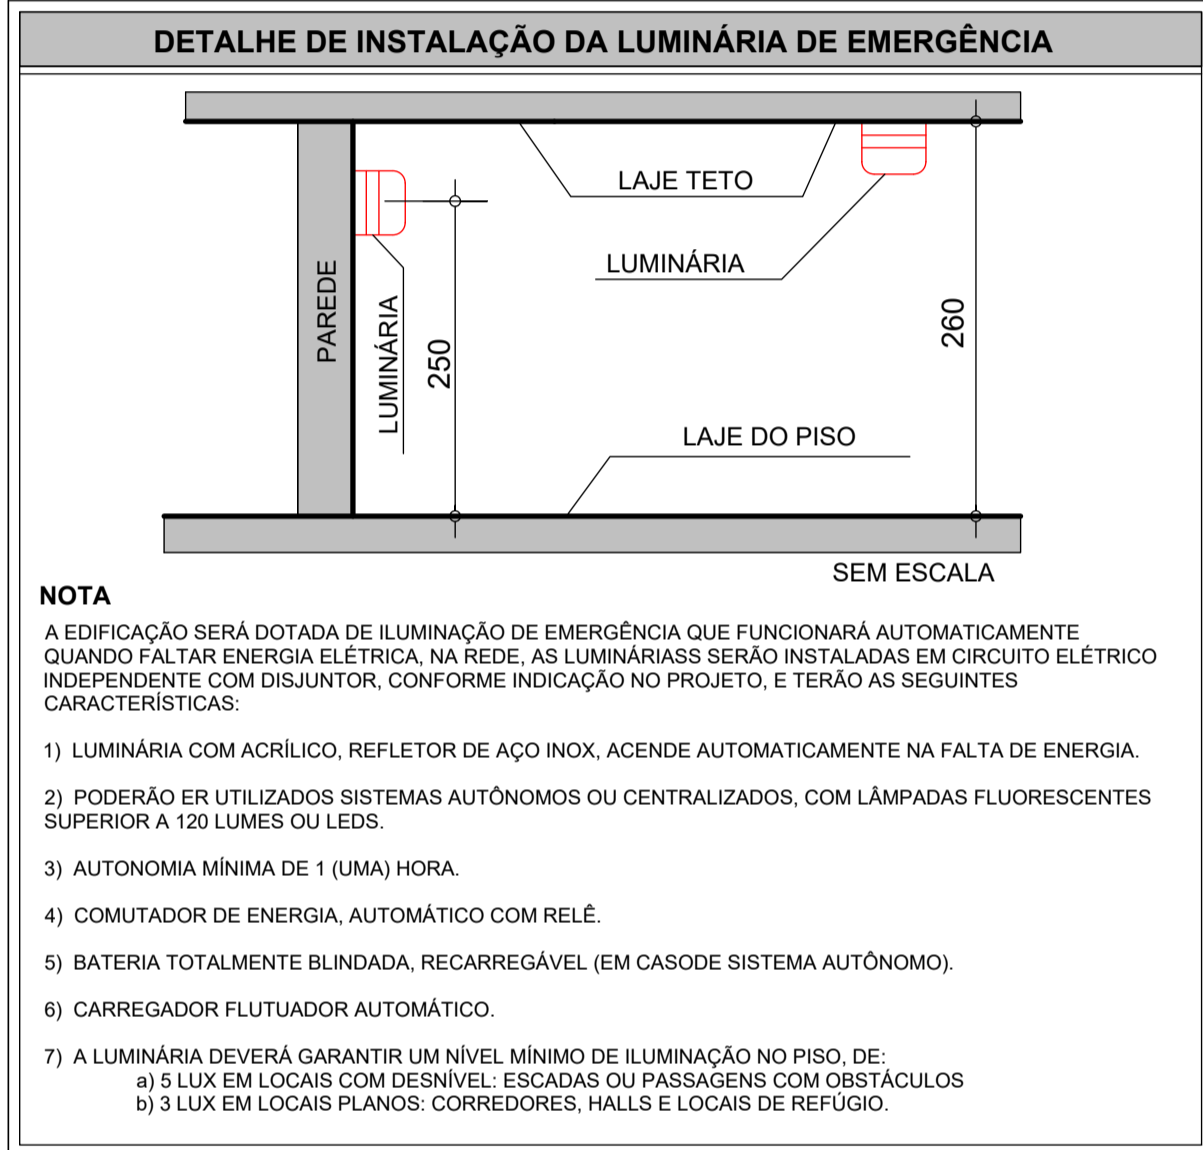 DETALHE DE INSTALAÇÃO DA LUMINÁRIA DE EMERGÊNCIA
LAJE TETO
LUMINÁRIA
PAREDE
LUMINÁRIA
250
260
LAJE DO PISO
SEM ESCALA
NOTA
A EDIFICAÇÃO SERÁ DOTADA DE ILUMINAÇÃO DE EMERGÊNCIA QUE FUNCIONARÁ AUTOMATICAMENTE
QUANDO FALTAR ENERGIA ELÉTRICA, NA REDE, AS LUMINÁRIASS SERÃO INSTALADAS EM CIRCUITO ELÉTRICO
INDEPENDENTE COM DISJUNTOR, CONFORME INDICAÇÃO NO PROJETO, E TERÃO AS SEGUINTES
CARACTERÍSTICAS:
1) LUMINÁRIA COM ACRÍLICO, REFLETOR DE AÇO INOX, ACENDE AUTOMATICAMENTE NA FALTA DE ENERGIA.
2) PODERÃO ER UTILIZADOS SISTEMAS AUTÔNOMOS OU CENTRALIZADOS, COM LÂMPADAS FLUORESCENTES
SUPERIOR A 120 LUMES OU LEDS.
3) AUTONOMIA MÍNIMA DE 1 (UMA) HORA.
4) COMUTADOR DE ENERGIA, AUTOMÁTICO COM RELÊ.
5) BATERIA TOTALMENTE BLINDADA, RECARREGÁVEL (EM CASODE SISTEMA AUTÔNOMO).
6) CARREGADOR FLUTUADOR AUTOMÁTICO.
7) A LUMINÁRIA DEVERÁ GARANTIR UM NÍVEL MÍNIMO DE ILUMINAÇÃO NO PISO, DE:
a) 5 LUX EM LOCAIS COM DESNÍVEL: ESCADAS OU PASSAGENS COM OBSTÁCULOS
b) 3 LUX EM LOCAIS PLANOS: CORREDORES, HALLS E LOCAIS DE REFÚGIO.